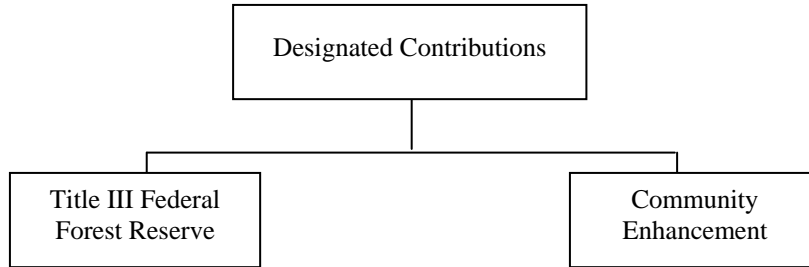 Designated Contributions
Title III Federal
Forest Reserve
Community
Enhancement